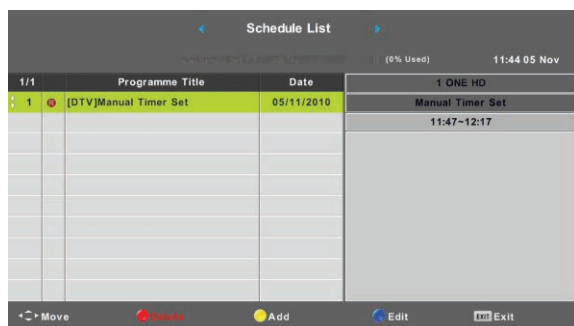 Schedule List
(0% Used) 11:44 05 Nov
1/1 Programme Title Date 1 ONE HD
1 [DTV]Manual Timer Set 05/11/2010 Manual Timer Set
11:47~12:17
Move Delete Add Edit EXIT Exit